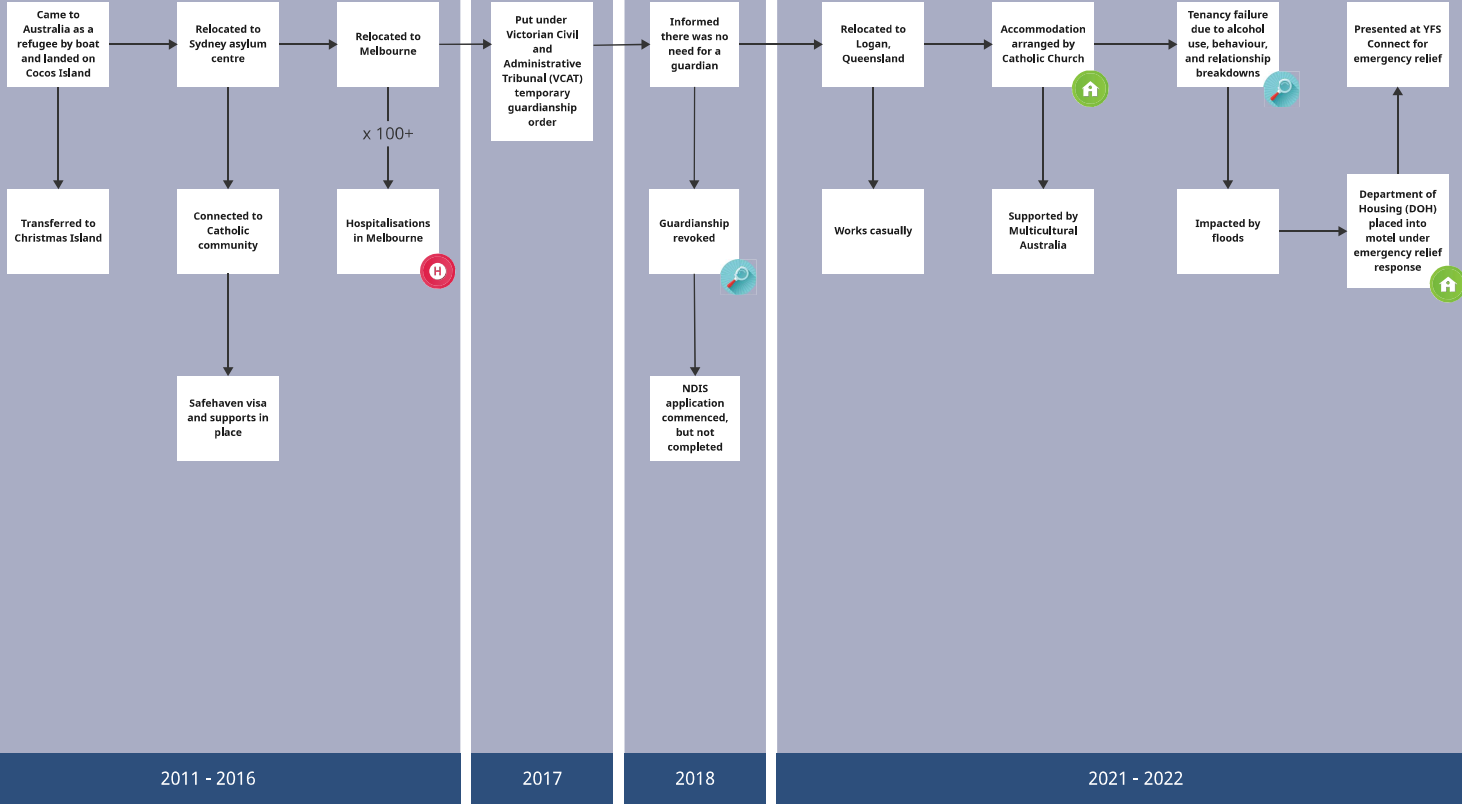 Came to
Australia as a
refugee by boat
and landed on
Cocos Island
Relocated to
Sydney asylum
centre
Relocated to
Melbourne
Put under
Victorian Civil
and
Administrative
Tribunal (VCAT)
temporary
guardianship
order
Informed
there was no
need for a
guardian
Relocated to
Logan,
Queensland
Accommodation
arranged by
Catholic Church
Tenancy failure
due to alcohol
use, behaviour,
and relationship
breakdowns
Presented at YFS
Connect for
emergency relief
x 100+
Transferred to
Christmas Island
Connected to
Catholic
community
Hospitalisations
in Melbourne
H
Guardianship
revoked
Works casually
Supported by
Multicultural
Australia
Impacted by
floods
Department of
Housing (DOH)
placed into
motel under
emergency relief
response
Safehaven visa
and supports in
place
NDIS
application
commenced,
but not
completed
2011 - 2016
2017
2018
2021 - 2022